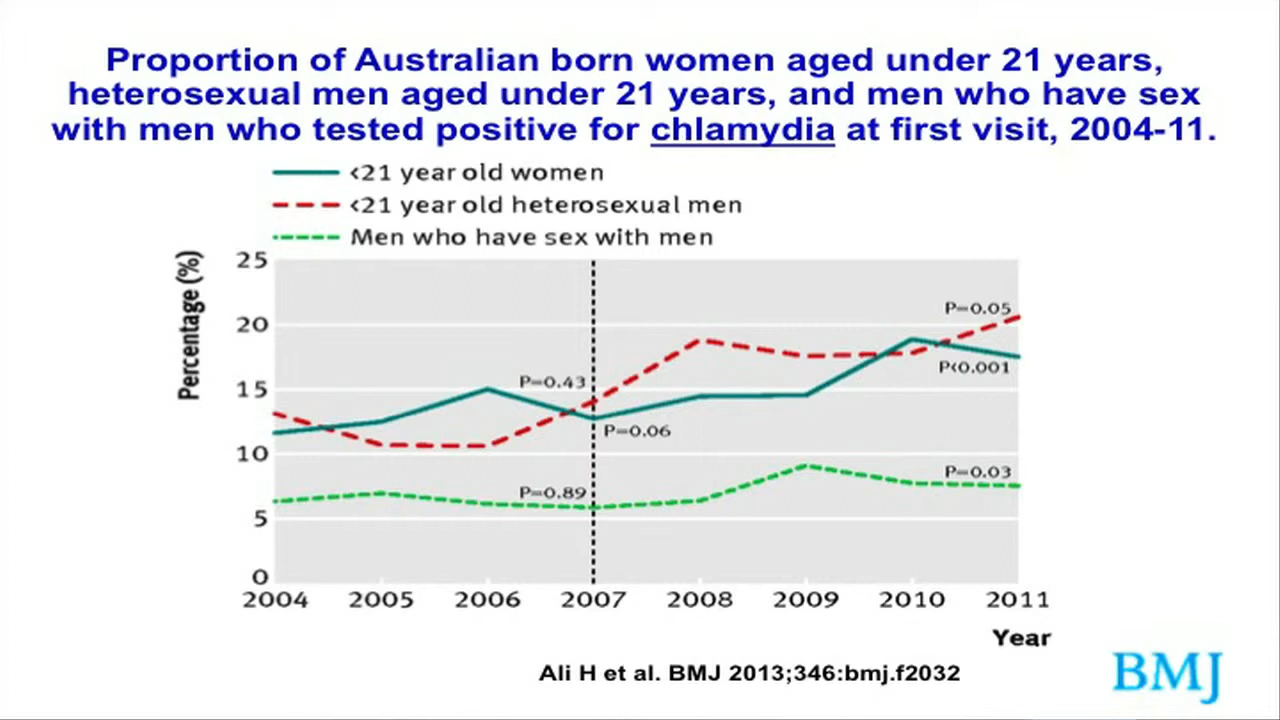 Proportion of Australian born women aged under 21 years,
heterosexual men aged under 21 years, and men who have sex
with men who tested positive for chlamydia at first visit, 2004-11.
<21 year old women
<21 year old heterosexual men
Men who have sex with men
Percentage (%)
25
20
15
10
5
0
P=0.43
P=0.06
P=0.89
P=0.05
P<0.001
P=0.03
2004 2005 2006 2007 2008 2009 2010 2011
Year
Ali H et al. BMJ 2013;346:bmj.f2032
BMJ